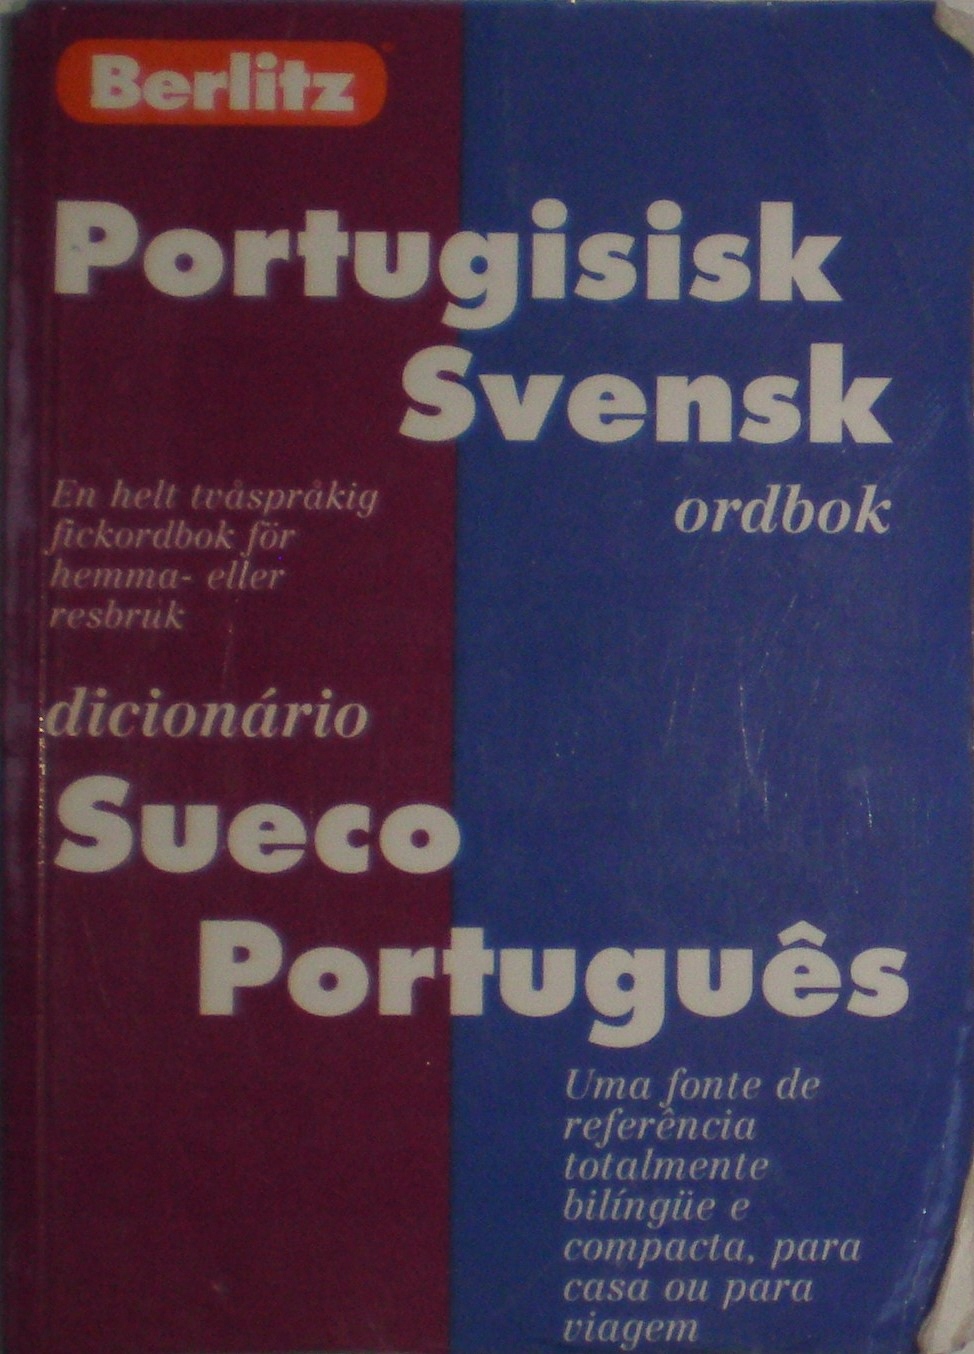 Berlitz
Portugisisk
Svensk
ordbok
En helt tvåspråkig
fickordbok för
hemma- eller
resbruk
dicionário
Sueco
Português
Uma fonte de
referência
totalmente
bilíngüe e
compacta, para
casa ou para
viagem